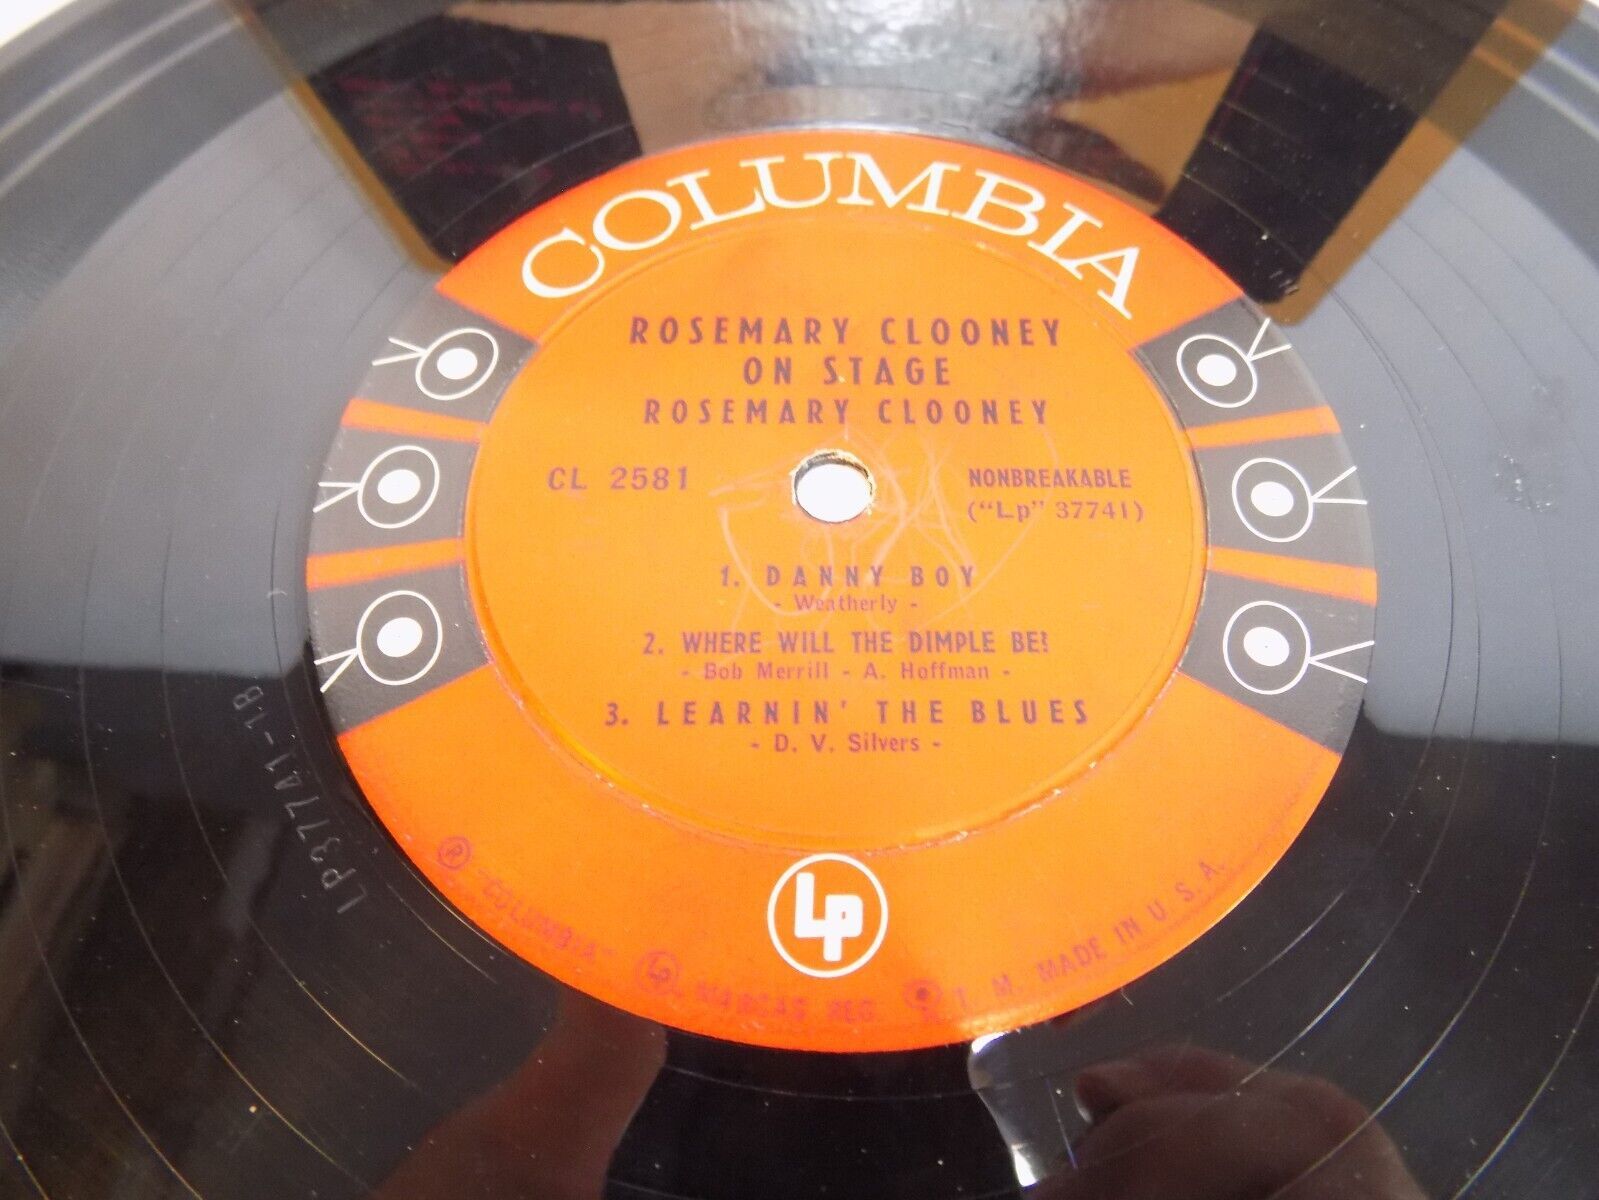 COLUMBIA
ROSEMARY CLOONEY
ON STAGE
ROSEMARY CLOONEY
CL 2581
NONBREAKABLE
("Lp" 37741)
1. DANNY BOY
- Weatherly -
2. WHERE WILL THE DIMPLE BE?
- Bob Merrill - A. Hoffman -
3. LEARNIN' THE BLUES
- D. V. Silvers -
Lp
® "COLUMBIA" Lp MARCAS REG. T. M. MADE IN U. S. A.
LP37741-1B